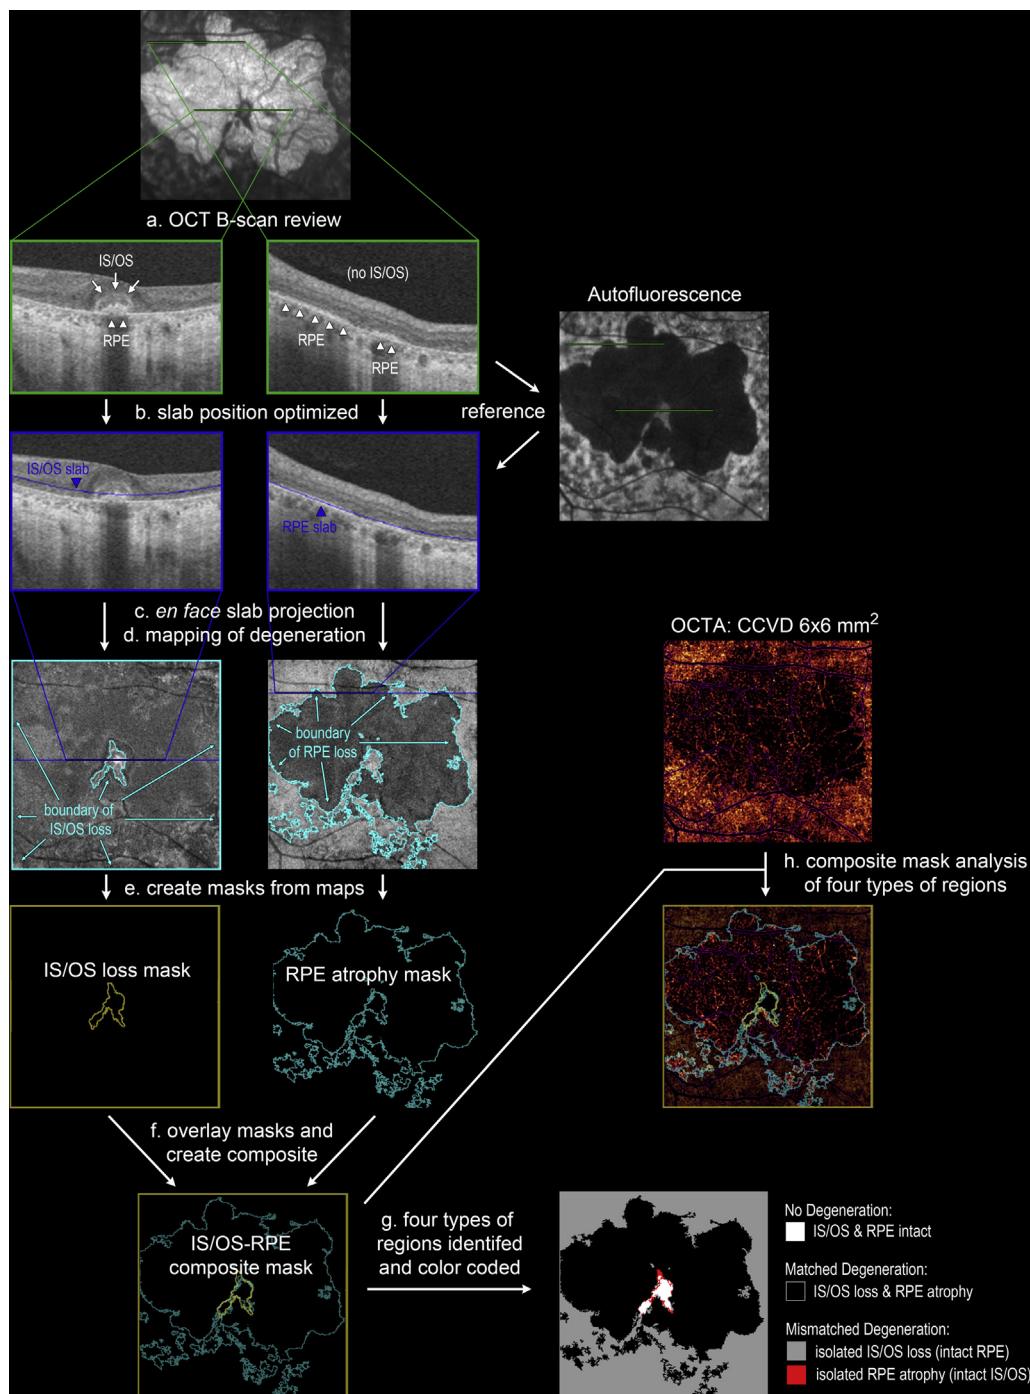 a. OCT B-scan review
IS/OS
RPE
(no IS/OS)
RPE
RPE
Autofluorescence
b. slab position optimized
reference
IS/OS slab
RPE slab
c. en face slab projection
d. mapping of degeneration
OCTA: CCVD 6x6 mm²
boundary of
IS/OS loss
boundary
of RPE loss
e. create masks from maps
h. composite mask analysis
of four types of regions
IS/OS loss mask
RPE atrophy mask
f. overlay masks and
create composite
IS/OS-RPE
composite mask
g. four types of
regions identifed
and color coded
No Degeneration:
IS/OS & RPE intact
Matched Degeneration:
IS/OS loss & RPE atrophy
Mismatched Degeneration:
isolated IS/OS loss (intact RPE)
isolated RPE atrophy (intact IS/OS)